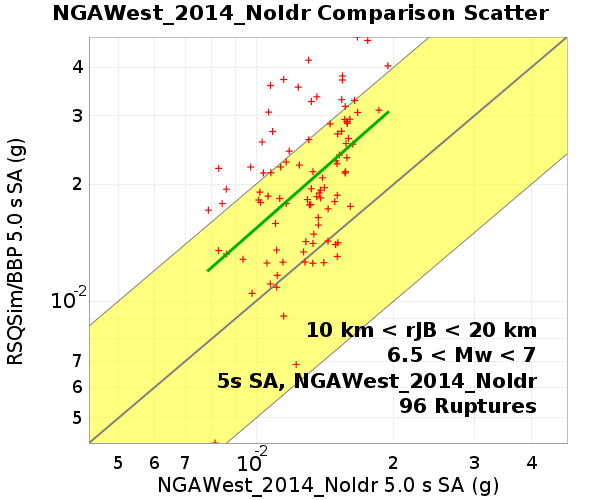 NGAWest_2014_NoIdr Comparison Scatter
RSQSim/BBP 5.0 s SA (g)
4
3
2
10-2
7
6
5
10 km < rJB < 20 km
6.5 < Mw < 7
5s SA, NGAWest_2014_NoIdr
96 Ruptures
5 6 7 10-2 2 3 4
NGAWest_2014_NoIdr 5.0 s SA (g)